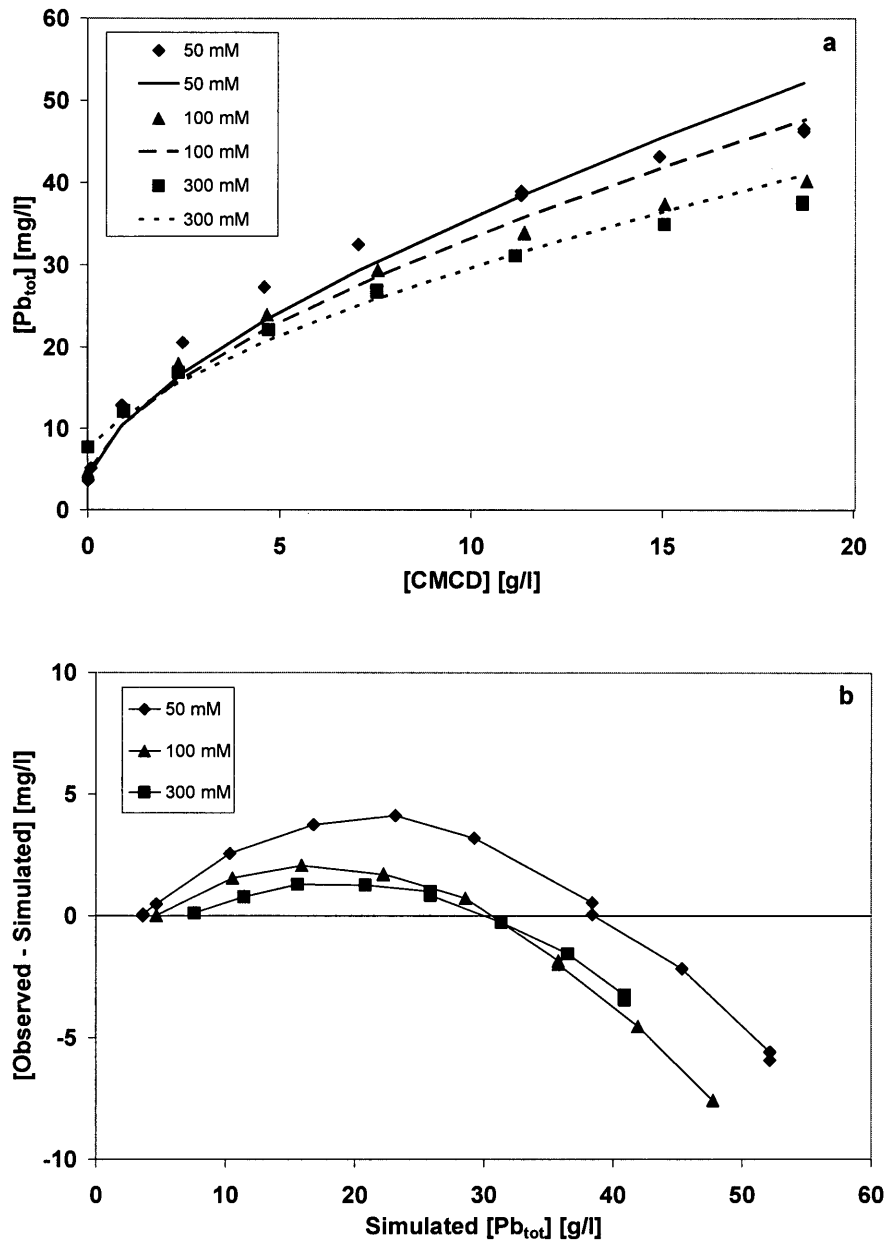 60
50
40
30
20
10
0
[Pb_tot] [mg/l]
50 mM
50 mM
100 mM
100 mM
300 mM
300 mM
a
0 5 10 15 20
[CMCD] [g/l]
10
5
0
-5
-10
[Observed - Simulated] [mg/l]
50 mM
100 mM
300 mM
b
0 10 20 30 40 50 60
Simulated [Pb_tot] [g/l]